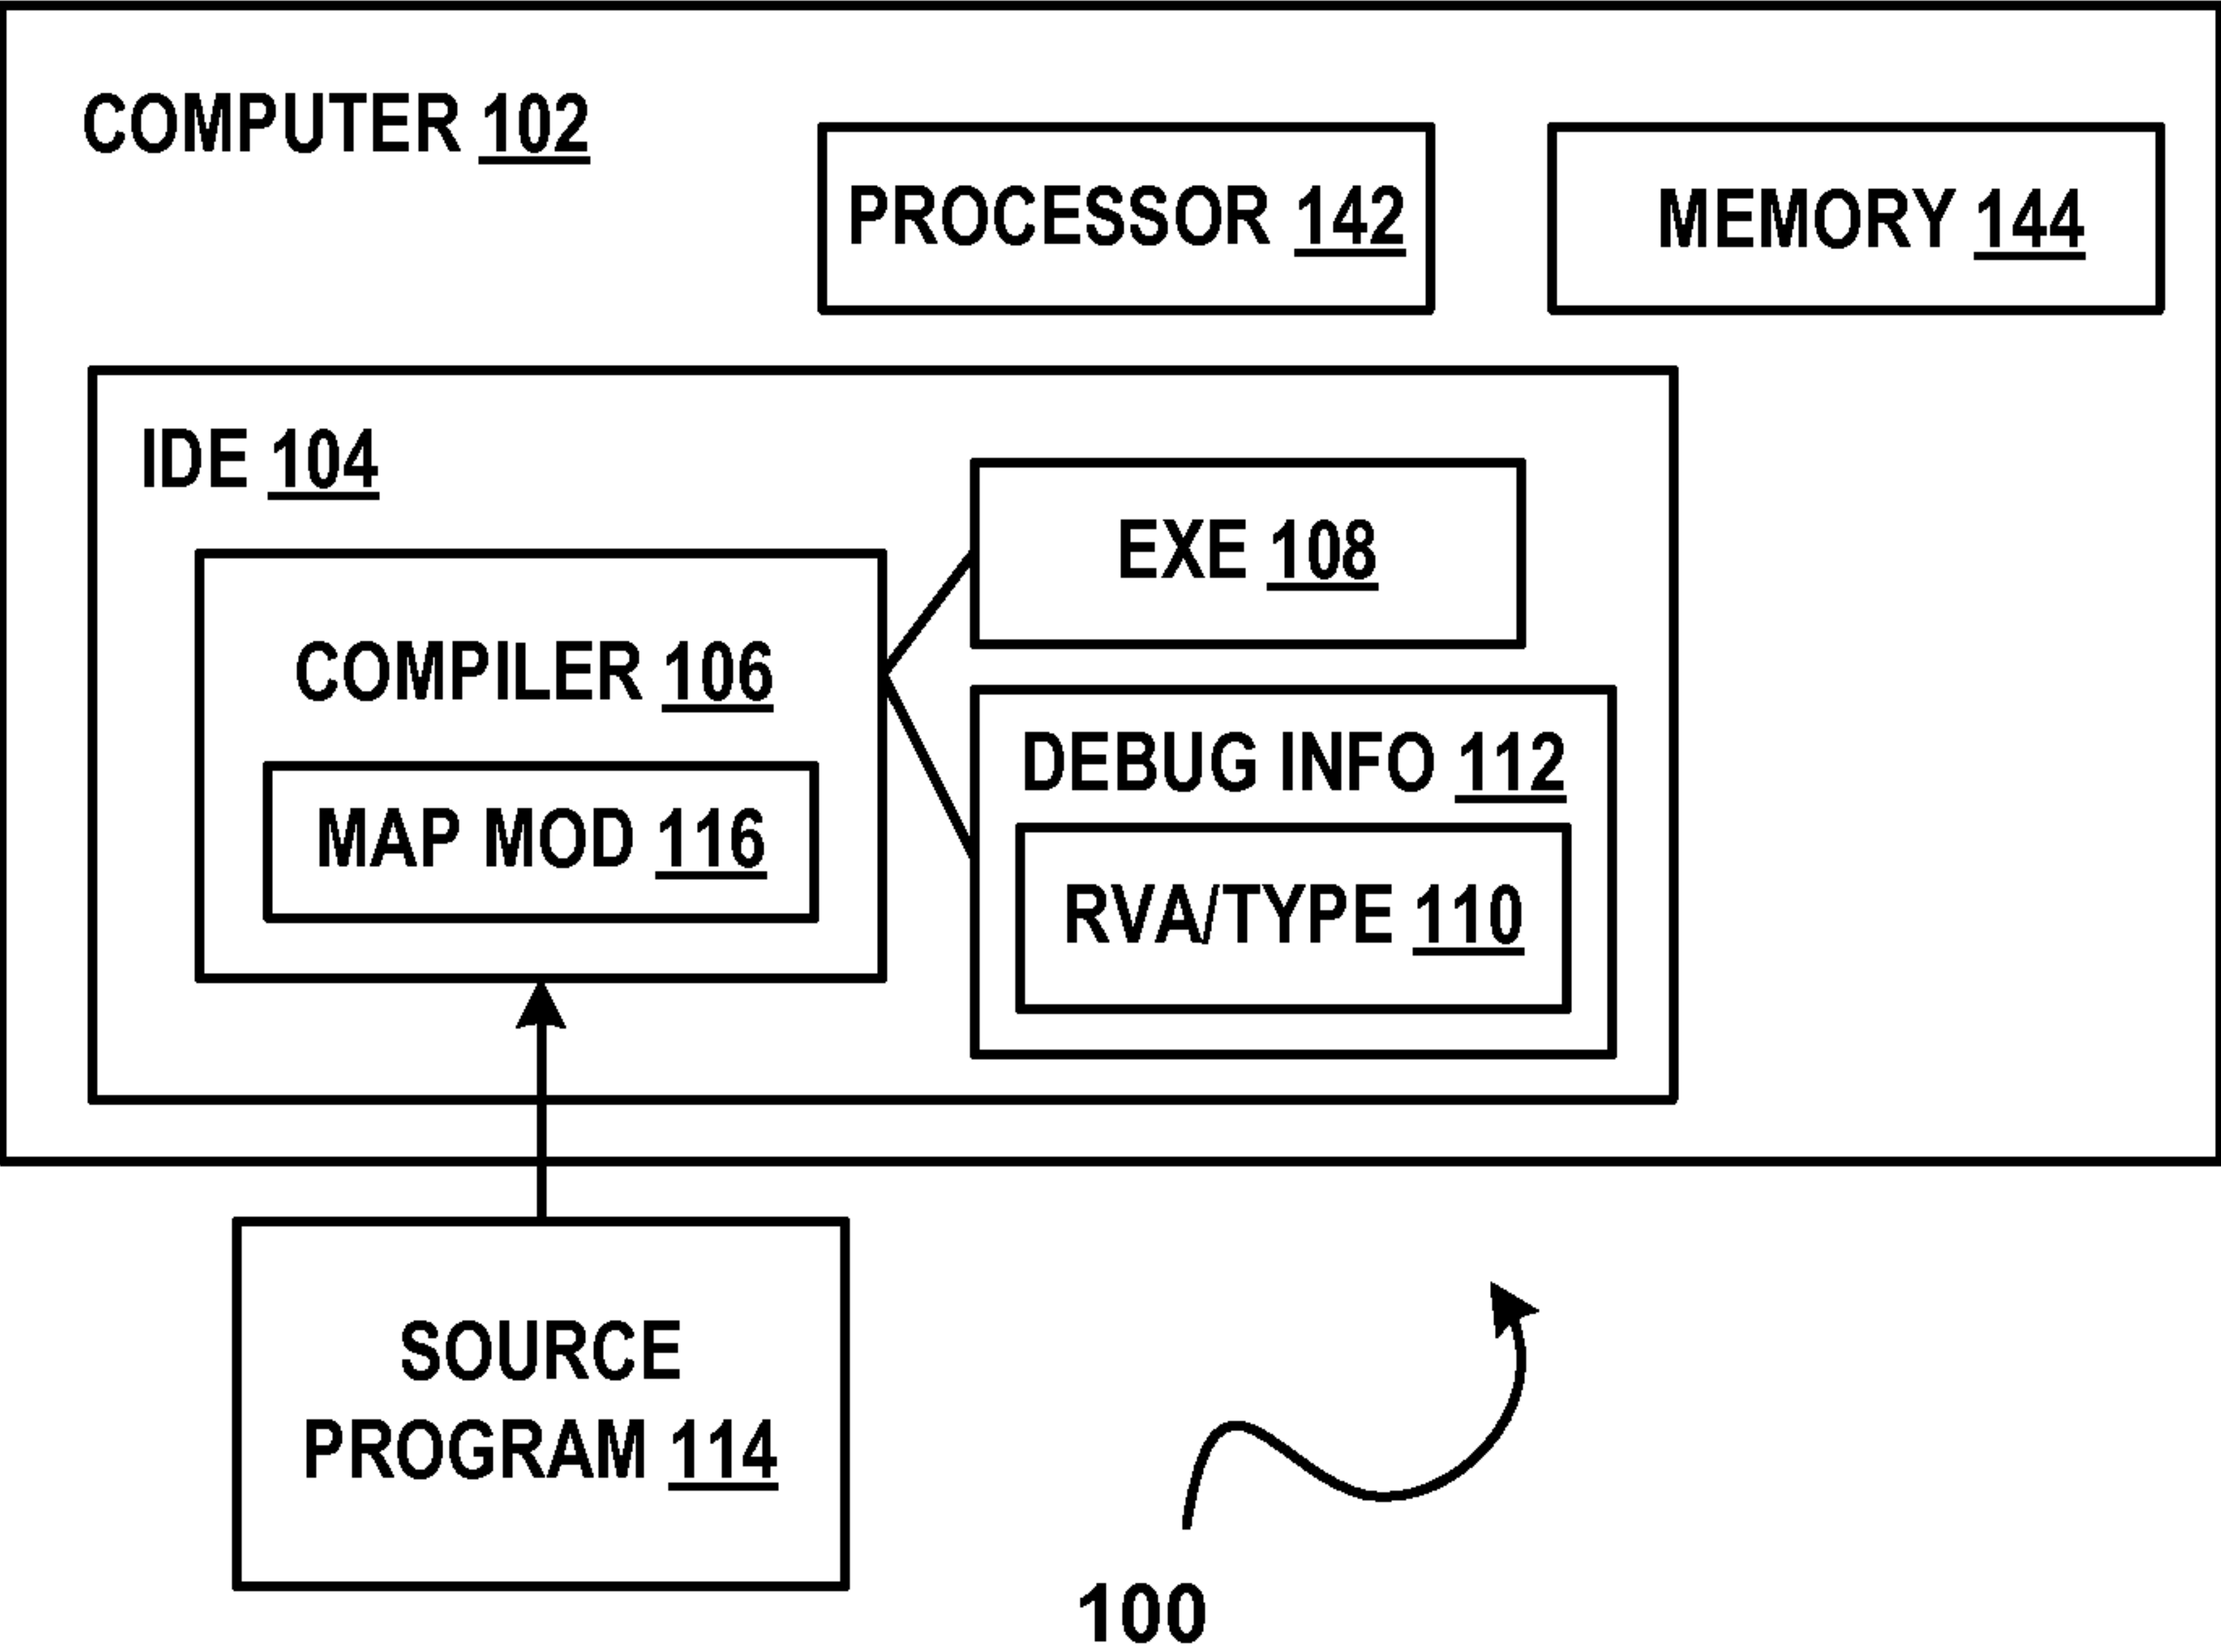 COMPUTER 102
PROCESSOR 142
MEMORY 144
IDE 104
EXE 108
COMPILER 106
MAP MOD 116
DEBUG INFO 112
RVA/TYPE 110
SOURCE
PROGRAM 114
100